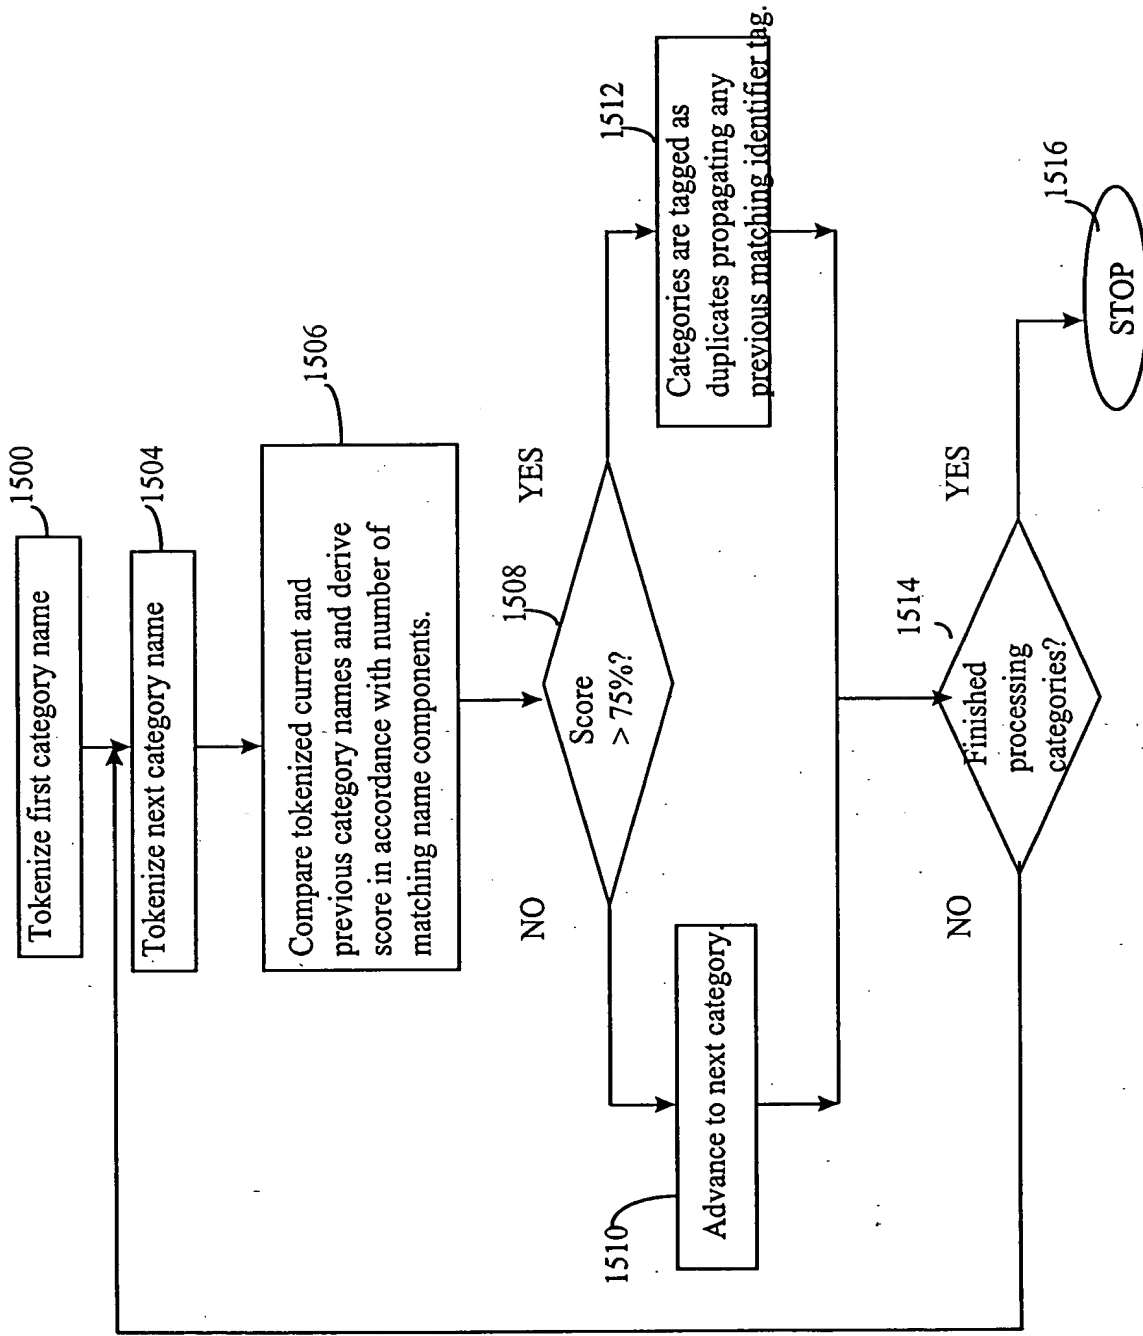 1500
Tokenize first category name
1504
Tokenize next category name
1506
Compare tokenized current and
previous category names and derive
score in accordance with number of
matching name components.
1508
Score
> 75%?
NO
YES
1510
Advance to next category.
1512
Categories are tagged as
duplicates propagating any
previous matching identifier tag.
1514
Finished
processing
categories?
NO
YES
1516
STOP